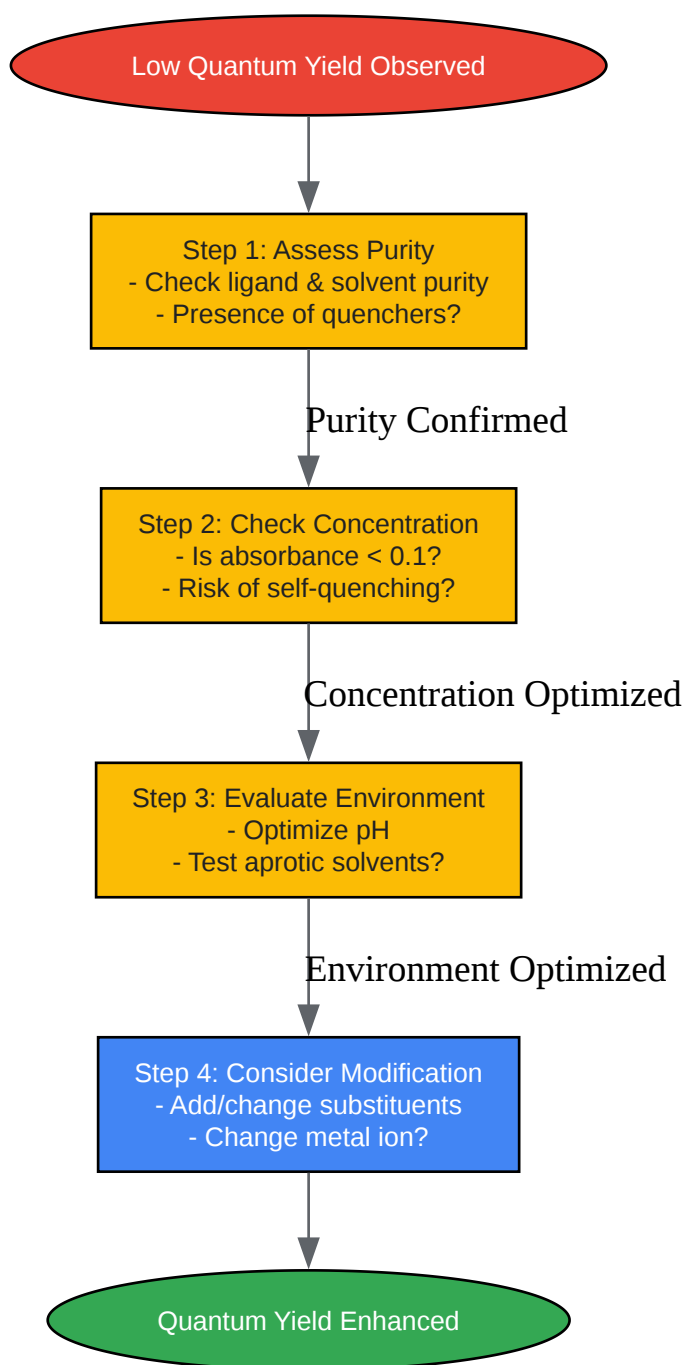 Low Quantum Yield Observed
Step 1: Assess Purity
- Check ligand & solvent purity
- Presence of quenchers?
Purity Confirmed
Step 2: Check Concentration
- Is absorbance < 0.1?
- Risk of self-quenching?
Concentration Optimized
Step 3: Evaluate Environment
- Optimize pH
- Test aprotic solvents?
Environment Optimized
Step 4: Consider Modification
- Add/change substituents
- Change metal ion?
Quantum Yield Enhanced